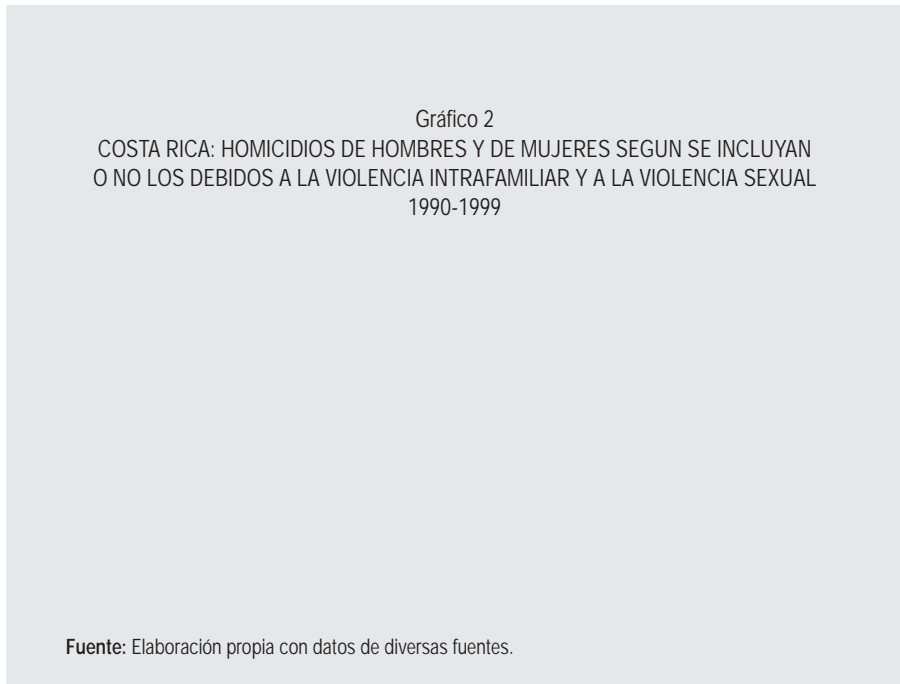 Gráfico 2
COSTA RICA: HOMICIDIOS DE HOMBRES Y DE MUJERES SEGUN SE INCLUYAN
O NO LOS DEBIDOS A LA VIOLENCIA INTRAFAMILIAR Y A LA VIOLENCIA SEXUAL
1990-1999
Fuente: Elaboración propia con datos de diversas fuentes.